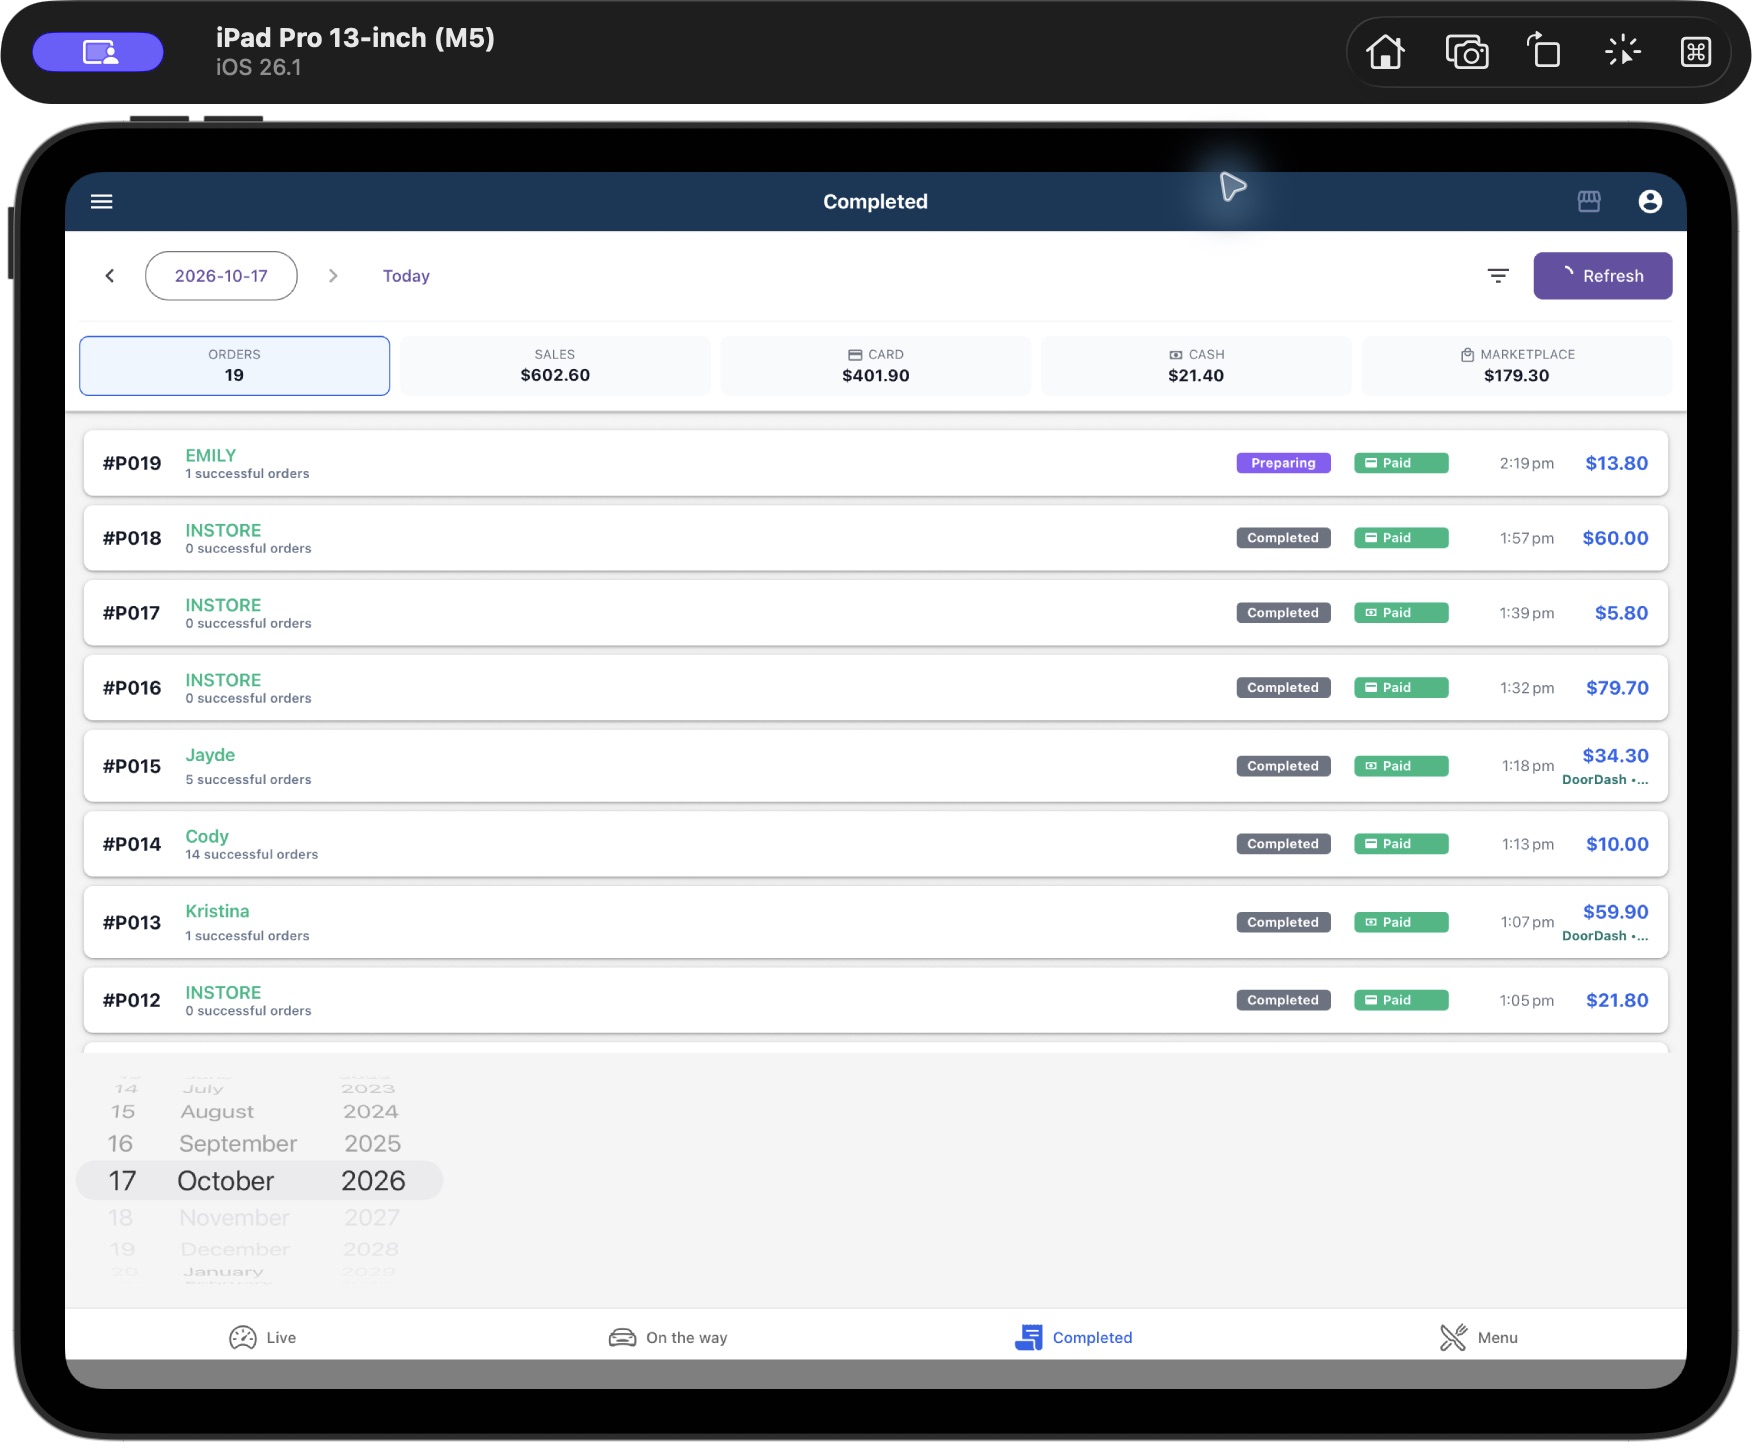 iPad Pro 13-inch (M5)
iOS 26.1
Completed
2026-10-17
Today
Refresh
ORDERS
19
SALES
$602.60
CARD
$401.90
CASH
$21.40
MARKETPLACE
$179.30
#P019 EMILY Preparing Paid 2:19 pm $13.80
1 successful orders
#P018 INSTORE Completed Paid 1:57 pm $60.00
0 successful orders
#P017 INSTORE Completed Paid 1:39 pm $5.80
0 successful orders
#P016 INSTORE Completed Paid 1:32 pm $79.70
0 successful orders
#P015 Jayde Completed Paid 1:18 pm $34.30
5 successful orders DoorDash •...
#P014 Cody Completed Paid 1:13 pm $10.00
14 successful orders
#P013 Kristina Completed Paid 1:07 pm $59.90
1 successful orders DoorDash •...
#P012 INSTORE Completed Paid 1:05 pm $21.80
0 successful orders
14 July 2023
15 August 2024
16 September 2025
17 October 2026
18 November 2027
19 December 2028
20 January 2029
Live
On the way
Completed
Menu